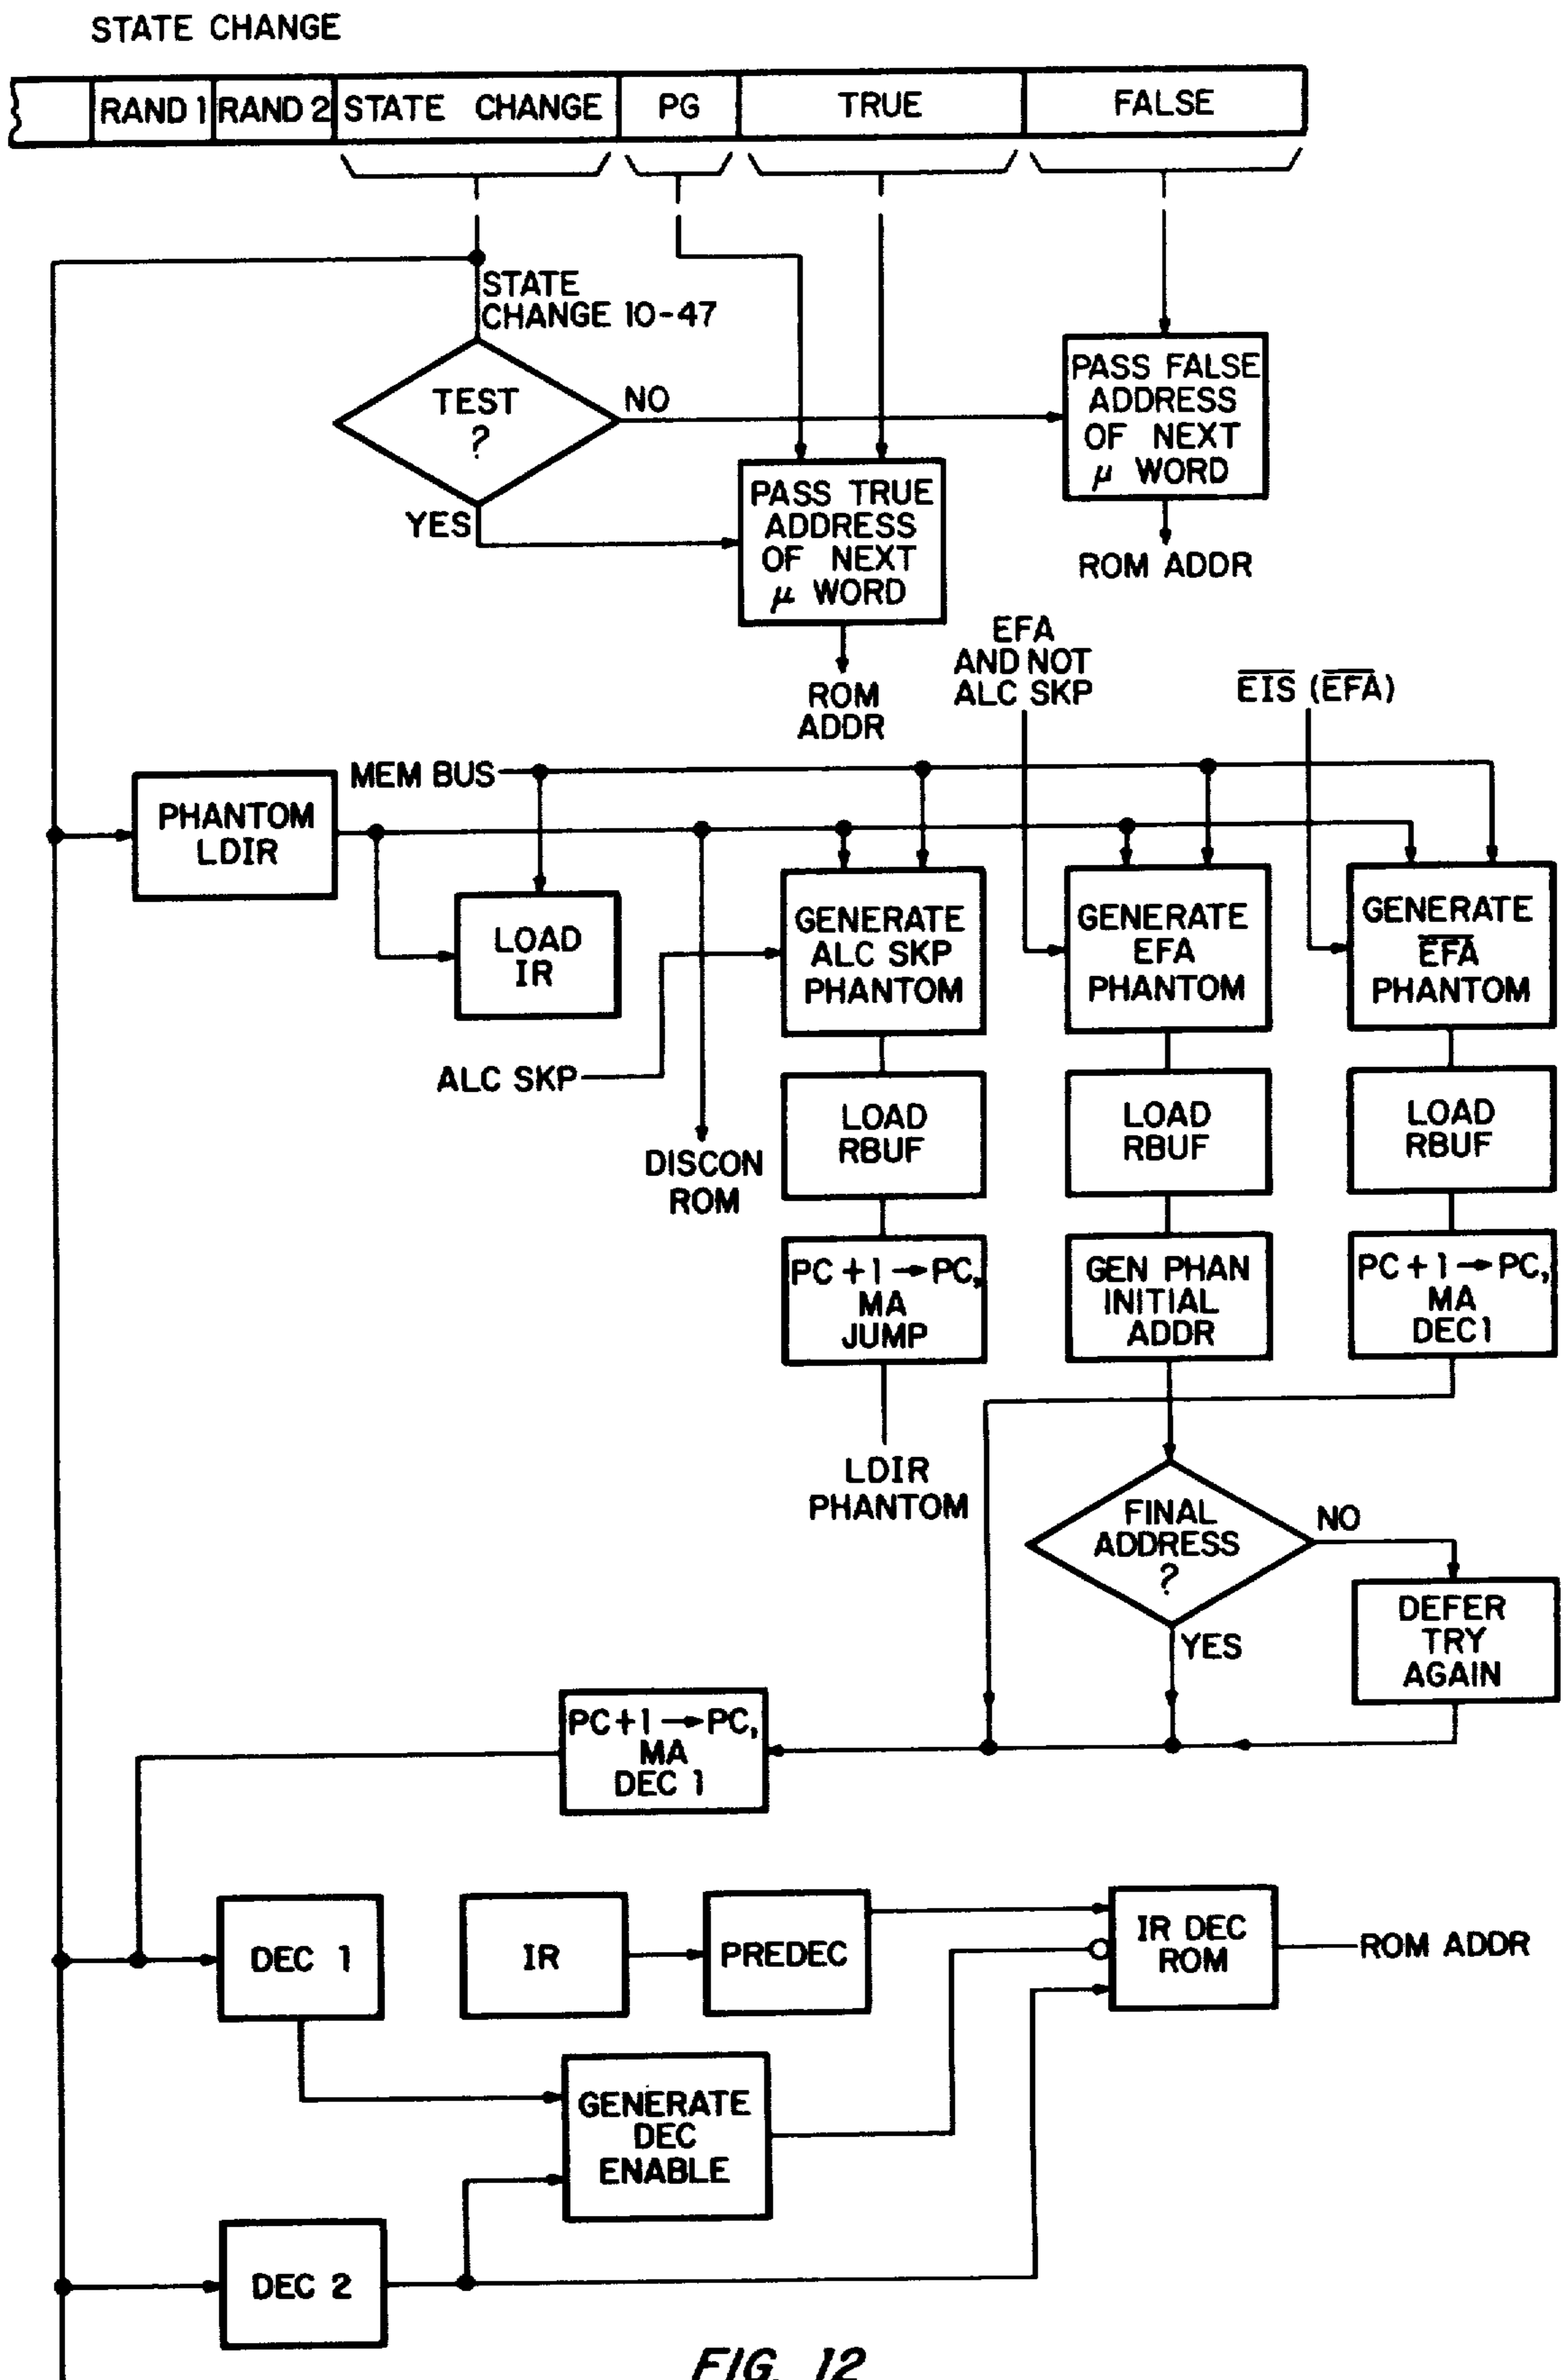 STATE CHANGE
RAND 1 RAND 2 STATE CHANGE PG TRUE FALSE
STATE
CHANGE 10-47
TEST
?
NO
YES
PASS FALSE
ADDRESS
OF NEXT
μ WORD
ROM ADDR
PASS TRUE
ADDRESS
OF NEXT
μ WORD
ROM
ADDR
EFA
AND NOT
ALC SKP
E̅I̅S̅ (E̅F̅A̅)
MEM BUS
PHANTOM
LDIR
LOAD
IR
ALC SKP
DISCON
ROM
GENERATE
ALC SKP
PHANTOM
GENERATE
EFA
PHANTOM
GENERATE
E̅F̅A̅
PHANTOM
LOAD
RBUF
LOAD
RBUF
LOAD
RBUF
PC +1 → PC,
MA
JUMP
GEN PHAN
INITIAL
ADDR
PC +1 → PC,
MA
DEC1
LDIR
PHANTOM
FINAL
ADDRESS
?
NO
YES
DEFER
TRY
AGAIN
PC+1 → PC,
MA
DEC 1
DEC 1
IR
PREDEC
IR DEC
ROM
ROM ADDR
GENERATE
DEC
ENABLE
DEC 2
FIG. 12